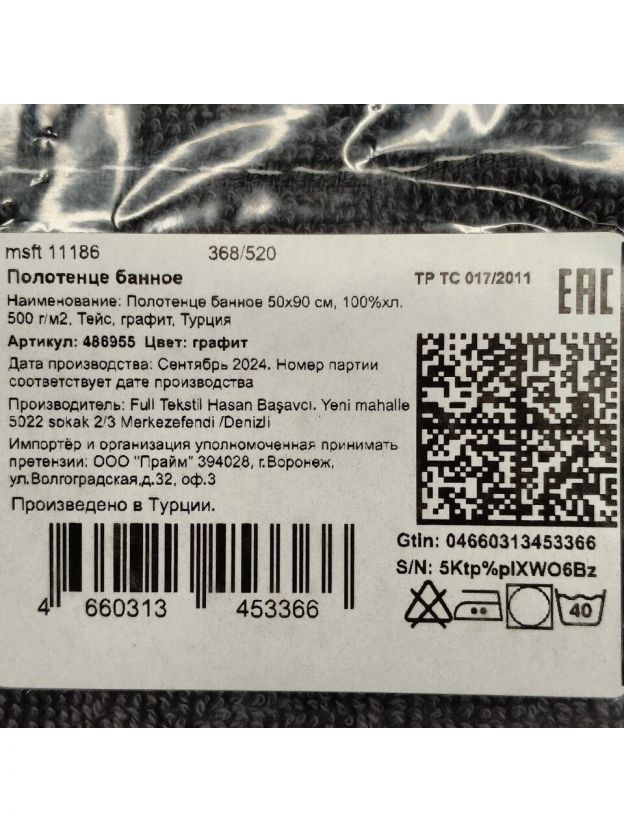 msft 11186 368/520
Полотенце банное
ТР ТС 017/2011
EAC
Наименование: Полотенце банное 50х90 см, 100%хл,
500 г/м2, Тейс, графит, Турция
Артикул: 486955 Цвет: графит
Дата производства: Сентябрь 2024. Номер партии
соответствует дате производства
Производитель: Full Tekstil Hasan Başavcı. Yeni mahalle
5022 sokak 2/3 Merkezefendi /Denizli
Импортёр и организация уполномоченная принимать
претензии: ООО "Прайм" 394028, г.Воронеж,
ул.Волгоградская,д.32, оф.3
Произведено в Турции.
GtIn: 04660313453366
S/N: 5Ktp%pIXWO6Bz
4 660313 453366
40